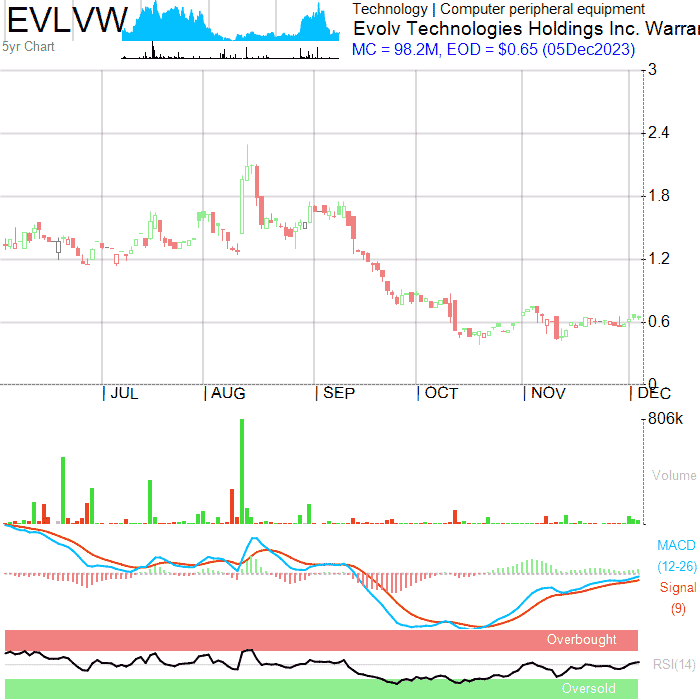 EVLVW
5yr Chart
Technology | Computer peripheral equipment
Evolv Technologies Holdings Inc. Warra
MC = 98.2M, EOD = $0.65 (05Dec2023)
3
2.4
1.8
1.2
0.6
0
JUL
AUG
SEP
OCT
NOV
DEC
806k
Volume
MACD
(12-26)
Signal
(9)
Overbought
RSI(14)
Oversold